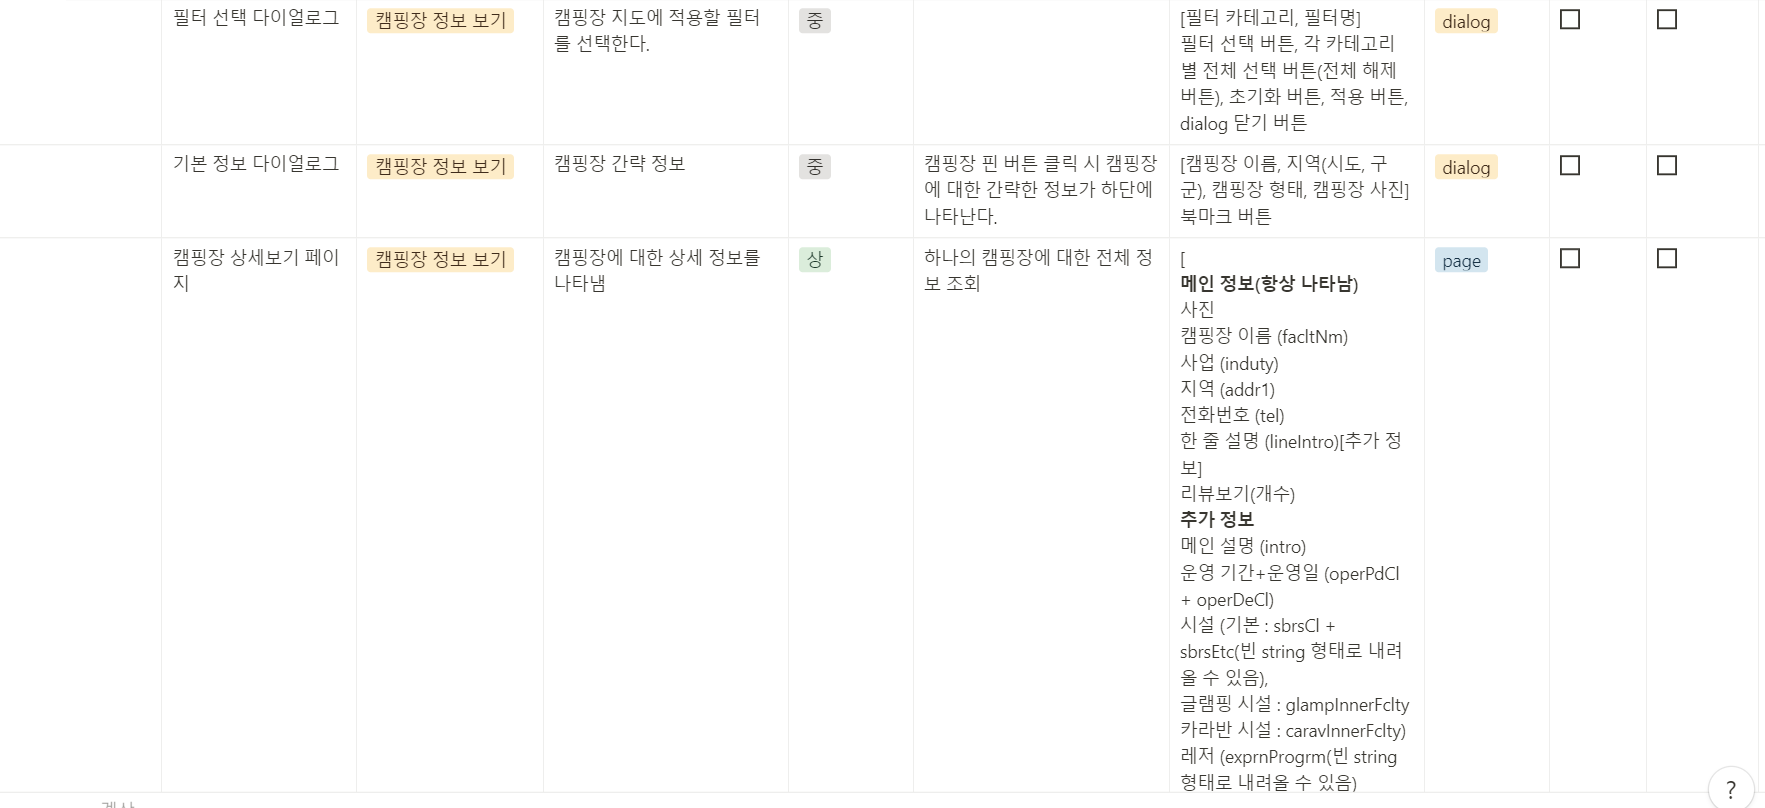 필터 선택 다이얼로그
캠핑장 정보 보기
캠핑장 지도에 적용할 필터
를 선택한다.
중
[필터 카테고리, 필터명]
필터 선택 버튼, 각 카테고리
별 전체 선택 버튼(전체 해제
버튼), 초기화 버튼, 적용 버튼,
dialog 닫기 버튼
dialog
기본 정보 다이얼로그
캠핑장 정보 보기
캠핑장 간략 정보
중
캠핑장 핀 버튼 클릭 시 캠핑장
에 대한 간략한 정보가 하단에
나타난다.
[캠핑장 이름, 지역(시도, 구
군), 캠핑장 형태, 캠핑장 사진]
북마크 버튼
dialog
캠핑장 상세보기 페이
지
캠핑장 정보 보기
캠핑장에 대한 상세 정보를
나타냄
상
하나의 캠핑장에 대한 전체 정
보 조회
[
메인 정보(항상 나타남)
사진
캠핑장 이름 (facltNm)
사업 (induty)
지역 (addr1)
전화번호 (tel)
한 줄 설명 (lineIntro)[추가 정
보]
리뷰보기(개수)
추가 정보
메인 설명 (intro)
운영 기간+운영일 (operPdCl
+ operDeCl)
시설 (기본 : sbrsCl +
sbrsEtc(빈 string 형태로 내려
올 수 있음),
글램핑 시설 : glampInnerFclty
카라반 시설 : caravInnerFclty)
레저 (exprnProgrm(빈 string
형태로 내려올 수 있음)
page
?